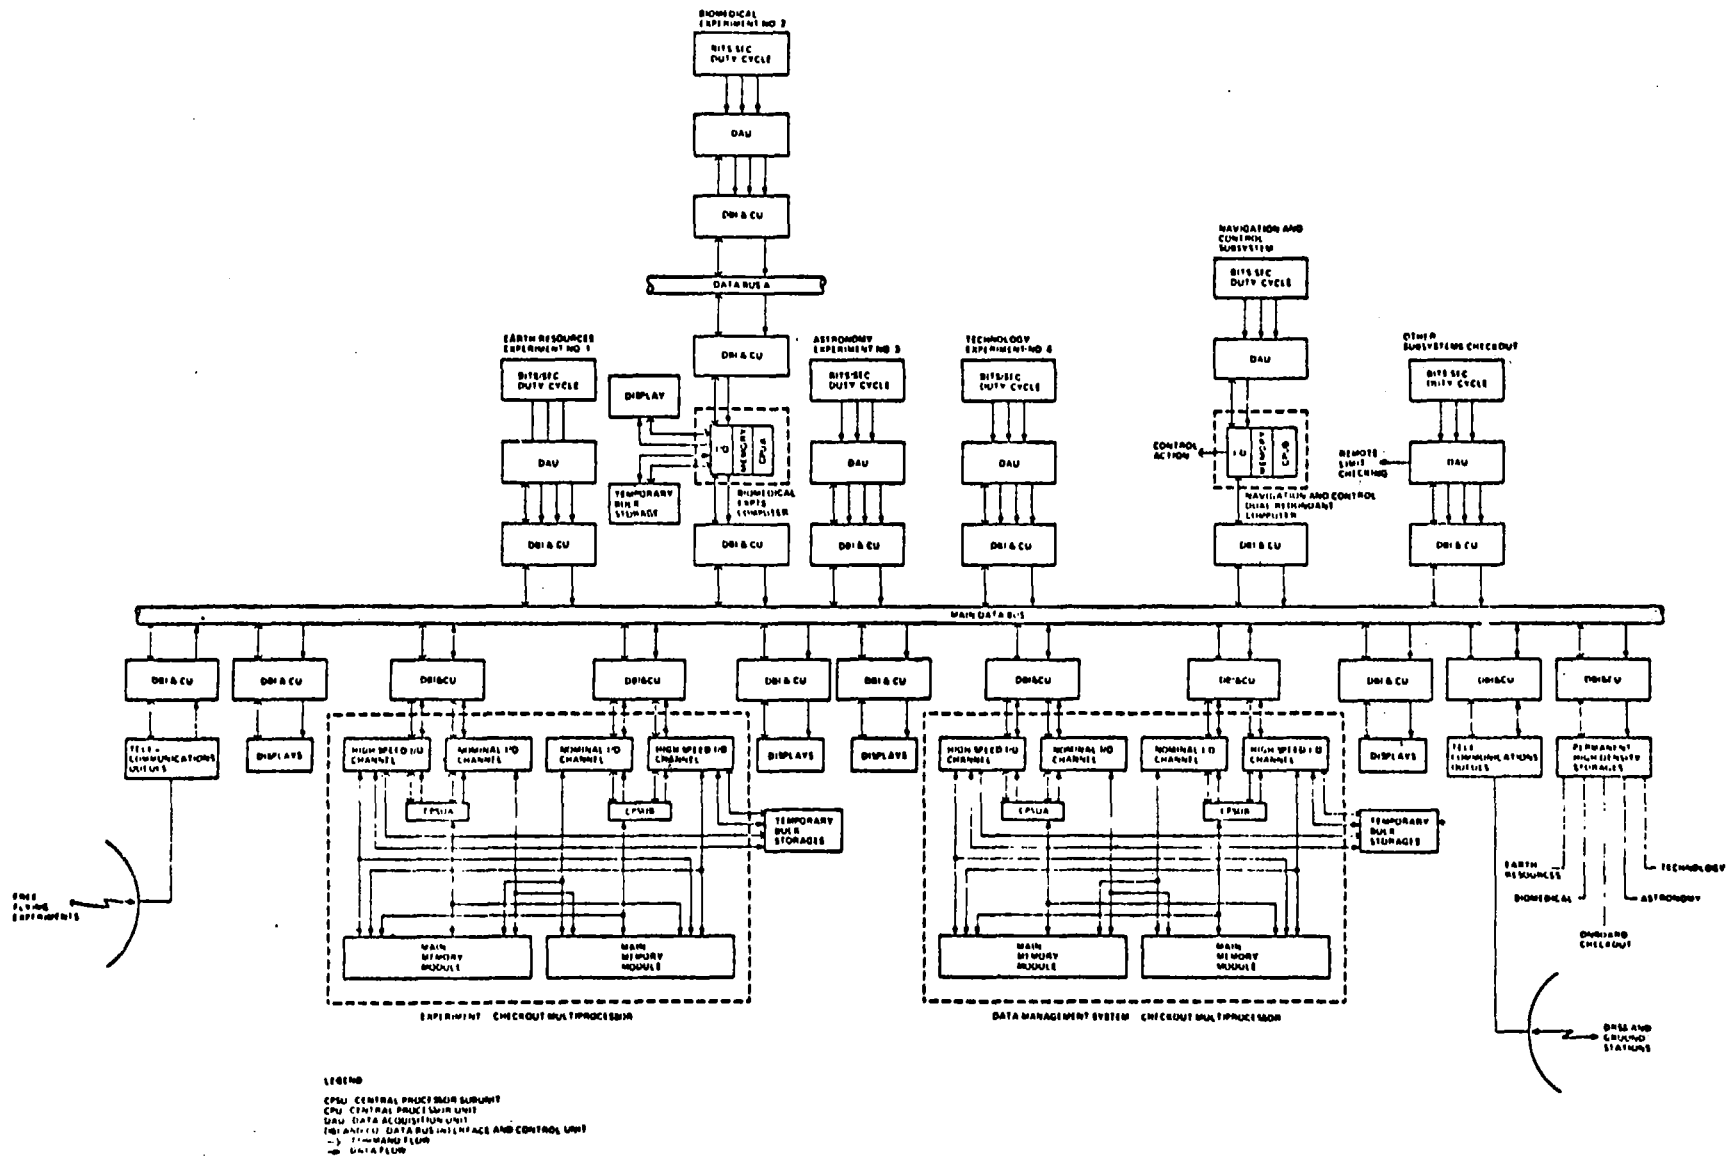 BIOMEDICAL
EXPERIMENT NO. 2
BITS/SEC
DUTY CYCLE
DAU
DBI & CU
DATA BUS A
DBI & CU
EARTH RESOURCES
EXPERIMENT NO. 1
BITS/SEC
DUTY CYCLE
DAU
DBI & CU
DISPLAY
TEMPORARY
BULK
STORAGE
I/O
MEMORY
CPU
BIOMEDICAL
EXPTS
COMPUTER
DBI & CU
ASTRONOMY
EXPERIMENT NO. 3
BITS/SEC
DUTY CYCLE
DAU
DBI & CU
TECHNOLOGY
EXPERIMENT NO. 4
BITS/SEC
DUTY CYCLE
DAU
DBI & CU
NAVIGATION AND
CONTROL
SUBSYSTEM
BITS/SEC
DUTY CYCLE
DAU
CONTROL
ACTION
I/O
MEMORY
NAVIGATION AND CONTROL
DUAL REDUNDANT
COMPUTER
DBI & CU
OTHER
SUBSYSTEMS CHECKOUT
BITS/SEC
DUTY CYCLE
REMOTE
LIMIT
CHECKING
DAU
DBI & CU
MAIN DATA BUS
DBI & CU
DBI & CU
DBI&CU
DBI&CU
DBI & CU
DBI & CU
DBI&CU
DBI&CU
DBI & CU
DBI&CU
DBI&CU
TELE-
COMMUNICATIONS
QUEUES
DISPLAYS
HIGH SPEED I/O
CHANNEL
NOMINAL I/O
CHANNEL
NOMINAL I/O
CHANNEL
HIGH SPEED I/O
CHANNEL
DISPLAYS
DISPLAYS
HIGH SPEED I/O
CHANNEL
NOMINAL I/O
CHANNEL
NOMINAL I/O
CHANNEL
HIGH SPEED I/O
CHANNEL
DISPLAYS
TELE
COMMUNICATIONS
QUEUES
PERMANENT
HIGH DENSITY
STORAGES
CPSUA
CPSUB
TEMPORARY
BULK
STORAGES
CPSUA
CPSUB
TEMPORARY
BULK
STORAGES
EARTH
RESOURCES
BIOMEDICAL
ONBOARD
CHECKOUT
ASTRONOMY
TECHNOLOGY
FREE
FLYING
EXPERIMENTS
MAIN
MEMORY
MODULE
MAIN
MEMORY
MODULE
MAIN
MEMORY
MODULE
MAIN
MEMORY
MODULE
EXPERIMENT CHECKOUT MULTIPROCESSOR
DATA MANAGEMENT SYSTEM CHECKOUT MULTIPROCESSOR
DRSS AND
GROUND
STATIONS
LEGEND
CPSU CENTRAL PROCESSOR SUBUNIT
CPU CENTRAL PROCESSOR UNIT
DAU DATA ACQUISITION UNIT
DBI AND CU DATA BUS INTERFACE AND CONTROL UNIT
COMMAND FLOW
DATA FLOW